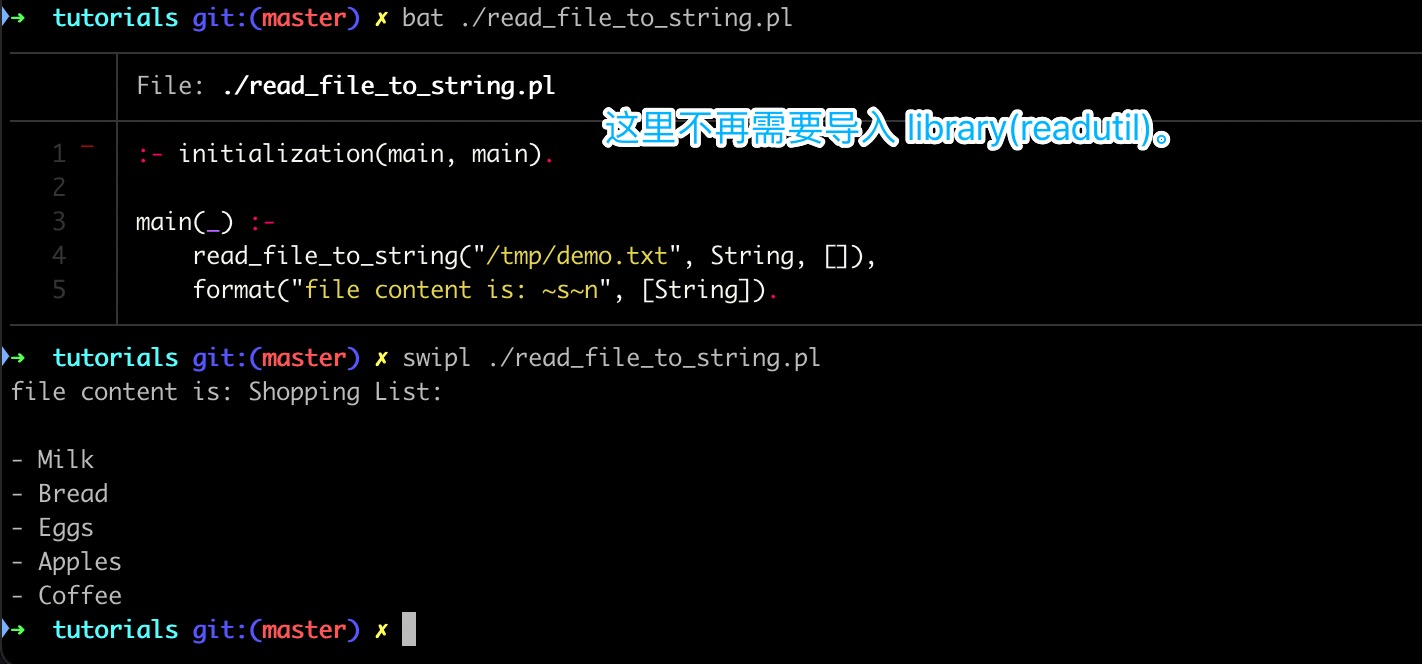 ➜ tutorials git:(master) ✗ bat ./read_file_to_string.pl
File: ./read_file_to_string.pl
这里不再需要导入 library(readutil)。
1 :- initialization(main, main).
2
3 main(_) :-
4 read_file_to_string("/tmp/demo.txt", String, []),
5 format("file content is: ~s~n", [String]).
➜ tutorials git:(master) ✗ swipl ./read_file_to_string.pl
file content is: Shopping List:
- Milk
- Bread
- Eggs
- Apples
- Coffee
➜ tutorials git:(master) ✗